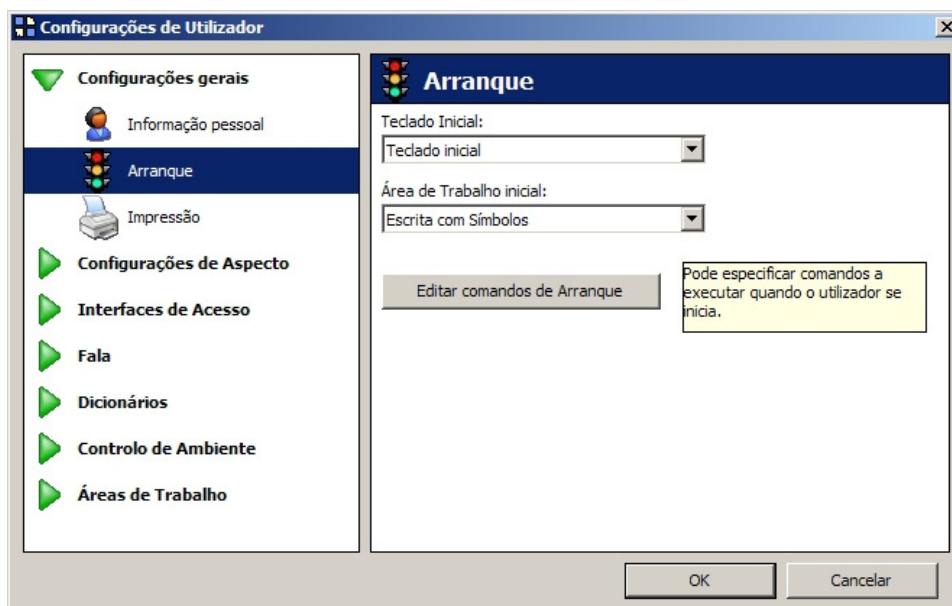 Configurações de Utilizador
Configurações gerais
Informação pessoal
Arranque
Impressão
Configurações de Aspecto
Interfaces de Acesso
Fala
Dicionários
Controlo de Ambiente
Áreas de Trabalho
Arranque
Teclado Inicial:
Teclado inicial
Área de Trabalho inicial:
Escrita com Símbolos
Editar comandos de Arranque
Pode especificar comandos a
executar quando o utilizador se
inicia.
OK
Cancelar